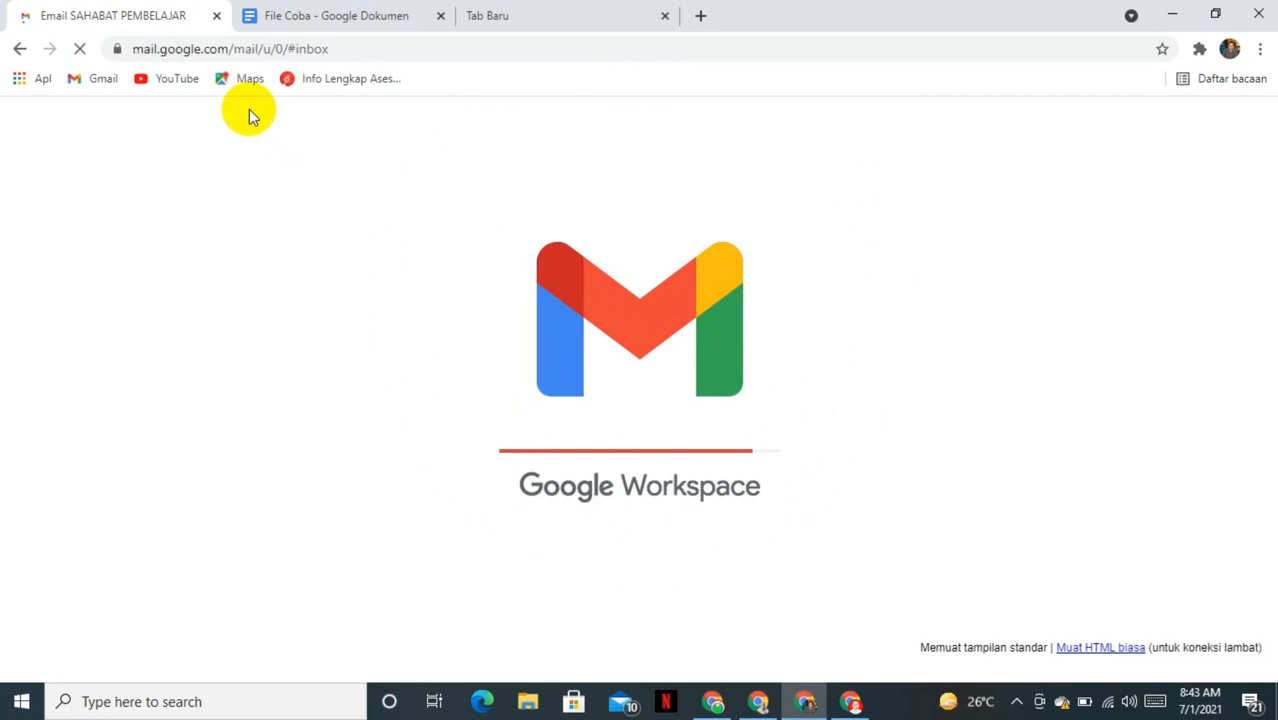 Email SAHABAT PEMBELAJAR
File Coba - Google Dokumen
Tab Baru
mail.google.com/mail/u/0/#inbox
Apl
Gmail
YouTube
Maps
Info Lengkap Ases...
Daftar bacaan
Google Workspace
Memuat tampilan standar | Muat HTML biasa (untuk koneksi lambat)
Type here to search
10
N
26°C
8:43 AM
7/1/2021
21